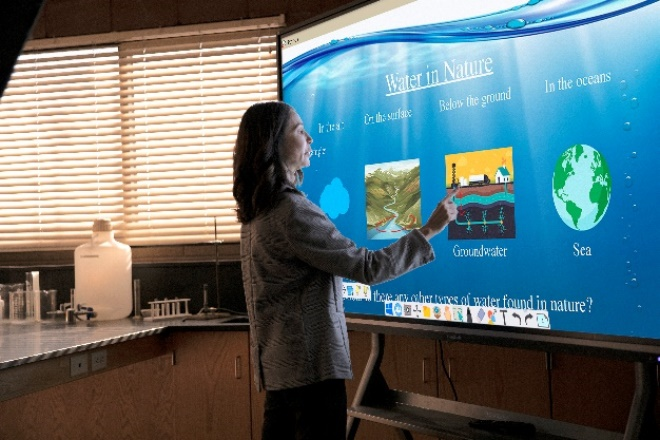 Water in Nature
In the air
On the surface
Below the ground
In the oceans
Groundwater
Sea
there any other types of water found in nature?